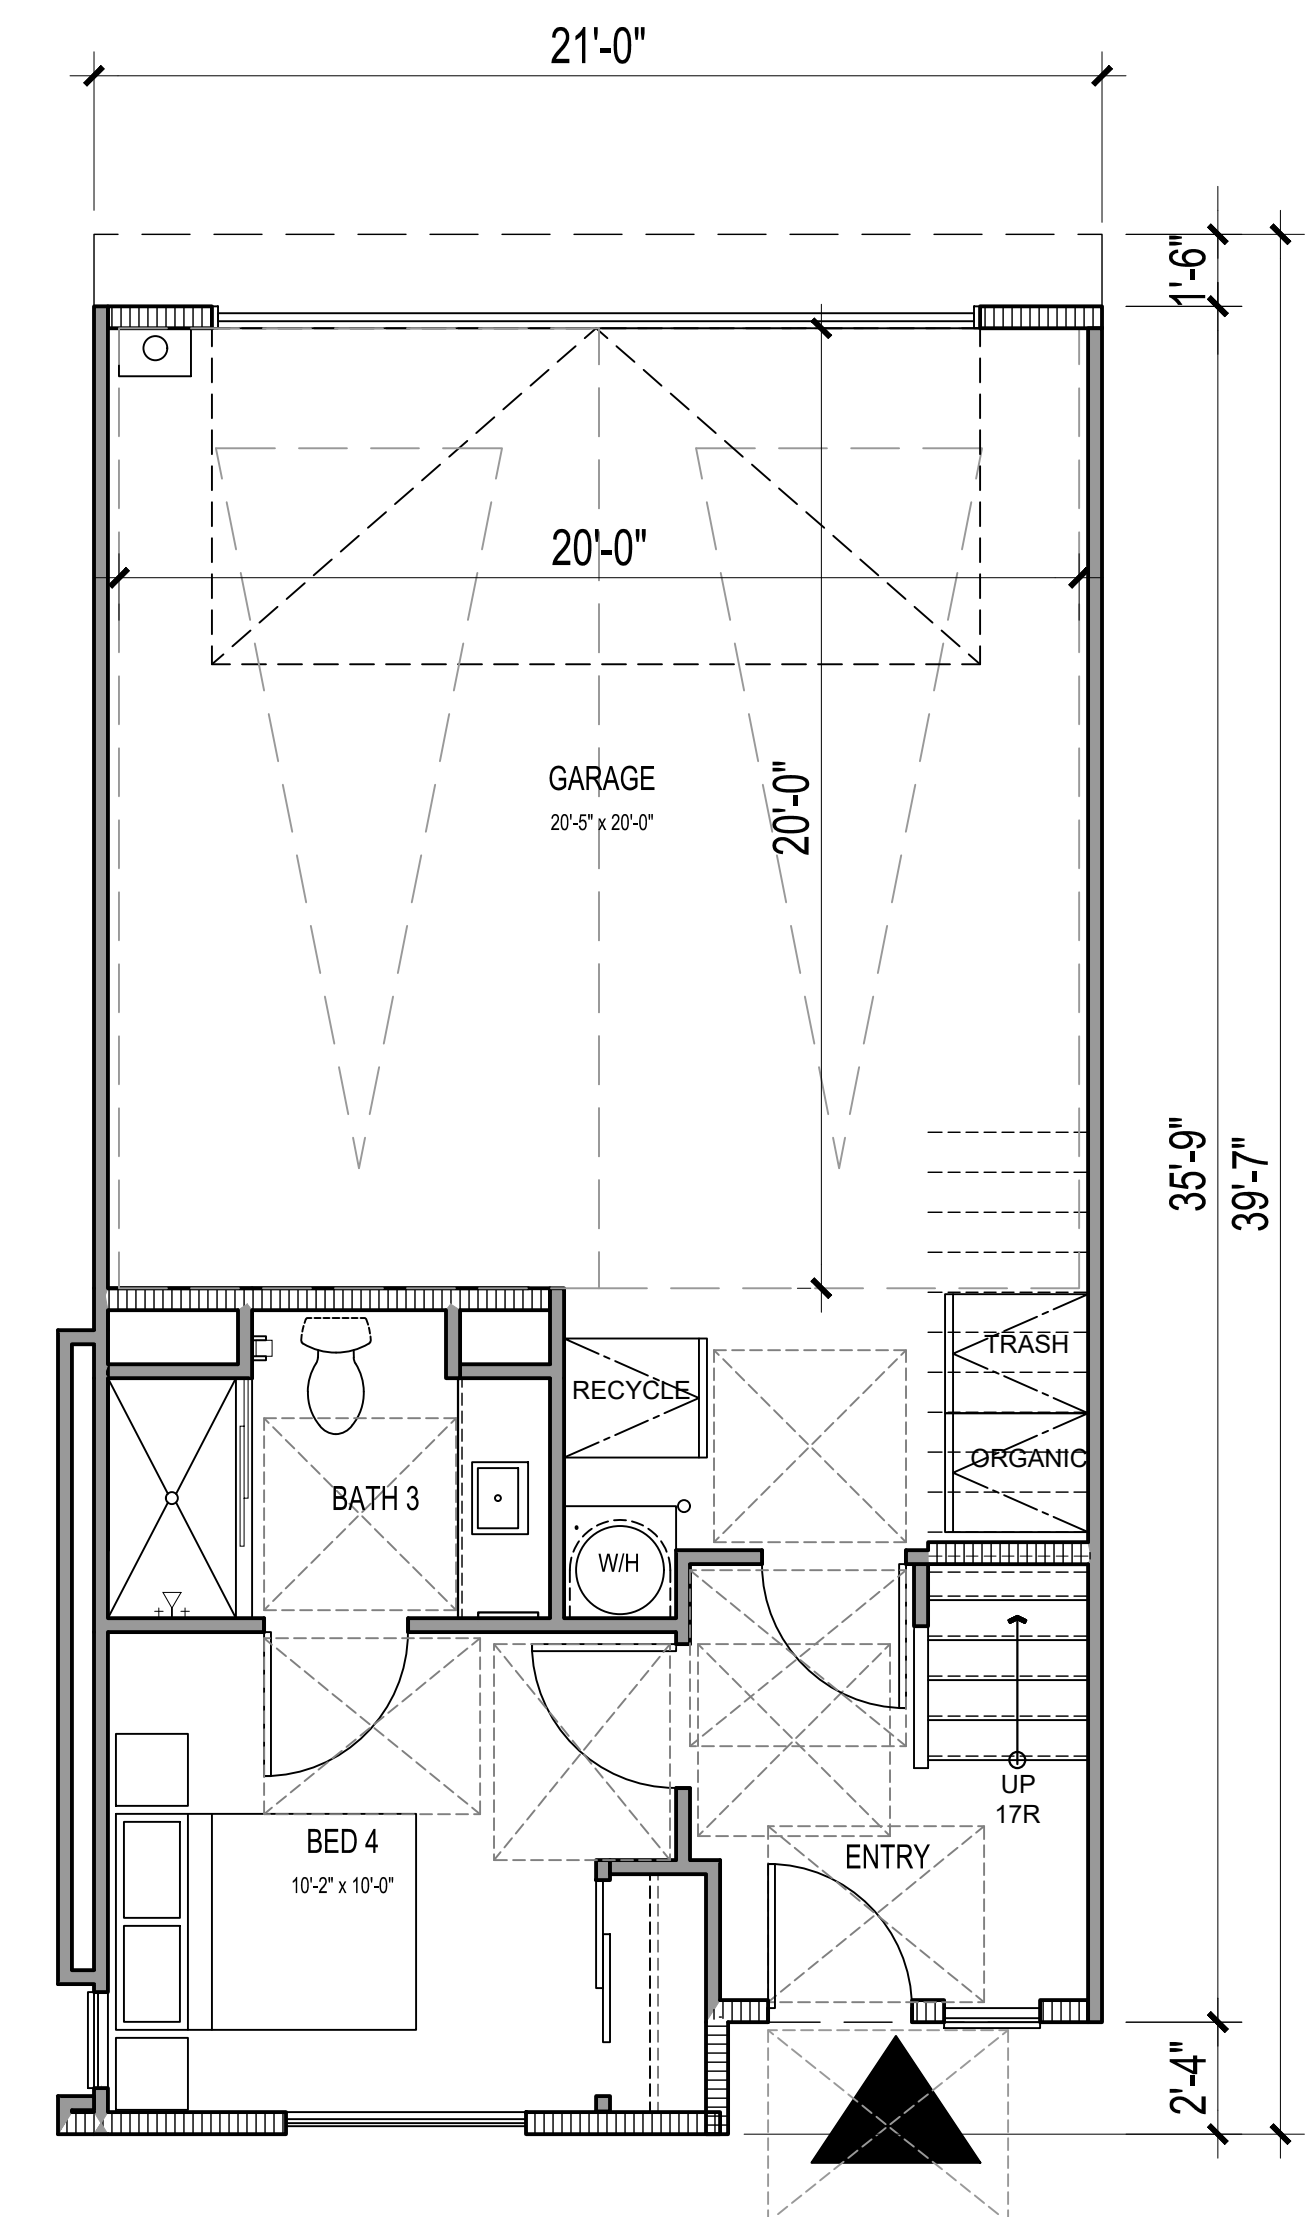 21'-0"
1'-6"
20'-0"
GARAGE
20'-5" x 20'-0"
20'-0"
35'-9"
39'-7"
TRASH
RECYCLE
ORGANIC
BATH 3
W/H
UP
17R
BED 4
10'-2" x 10'-0"
ENTRY
2'-4"